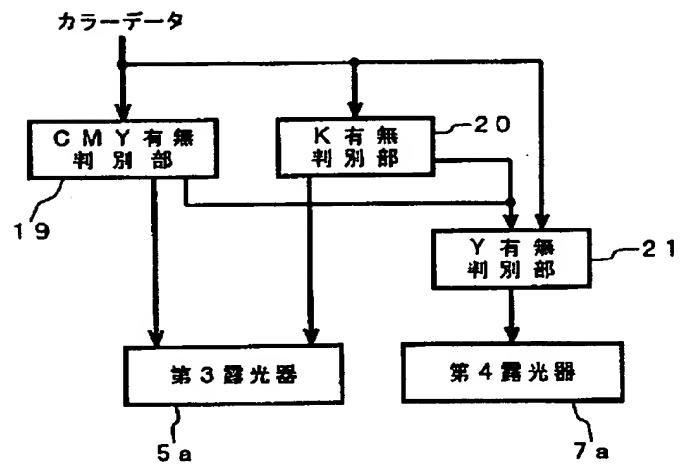 カラーデータ
CMY有無
判別部
19
K有無
判別部
20
Y有無
判別部
21
第3露光器
5a
第4露光器
7a